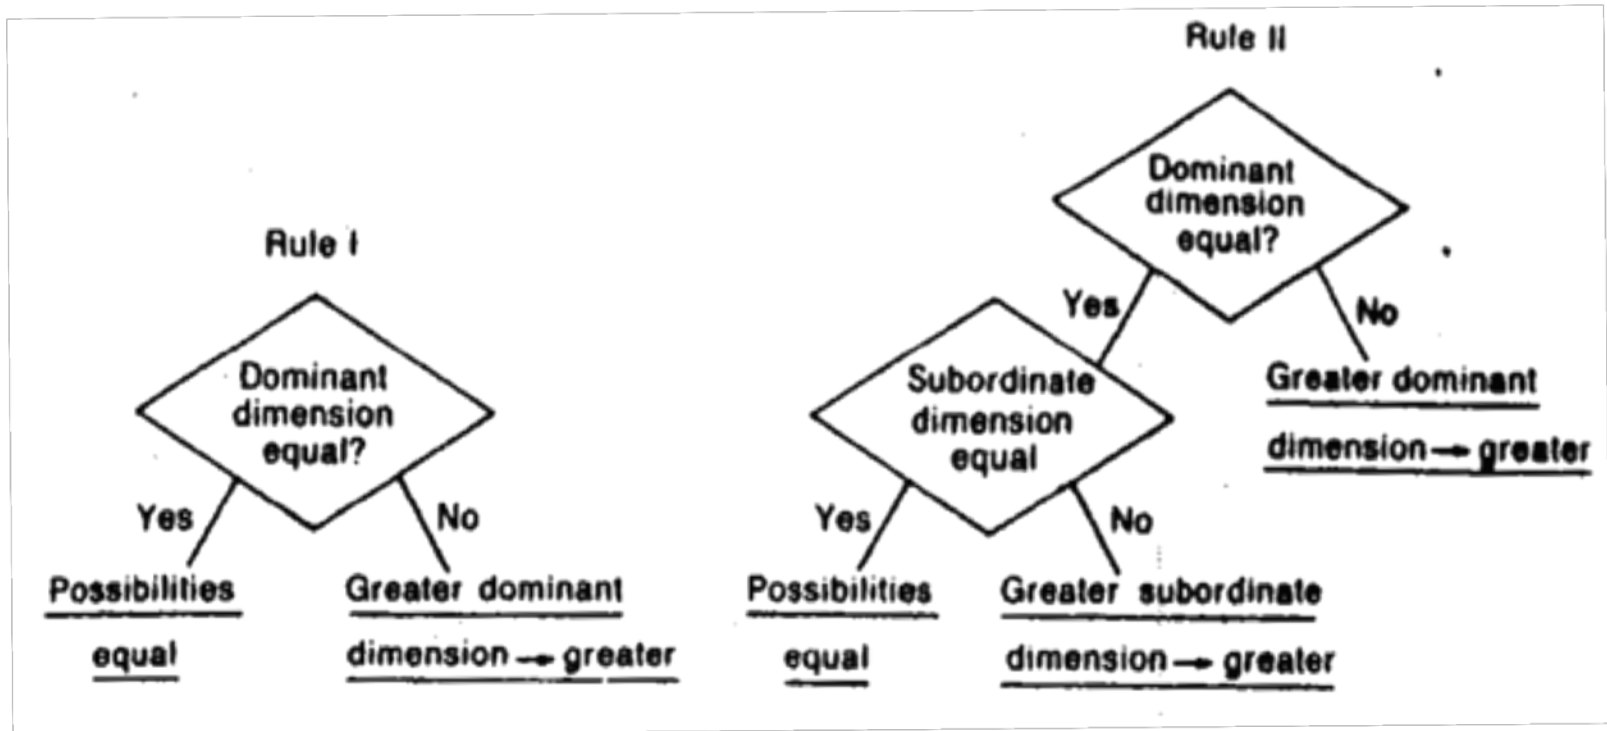 Rule I
Dominant
dimension
equal?
Yes
No
Possibilities
equal
Greater dominant
dimension → greater
Rule II
Dominant
dimension
equal?
Yes
No
Subordinate
dimension
equal
Greater dominant
dimension → greater
Yes
No
Possibilities
equal
Greater subordinate
dimension → greater